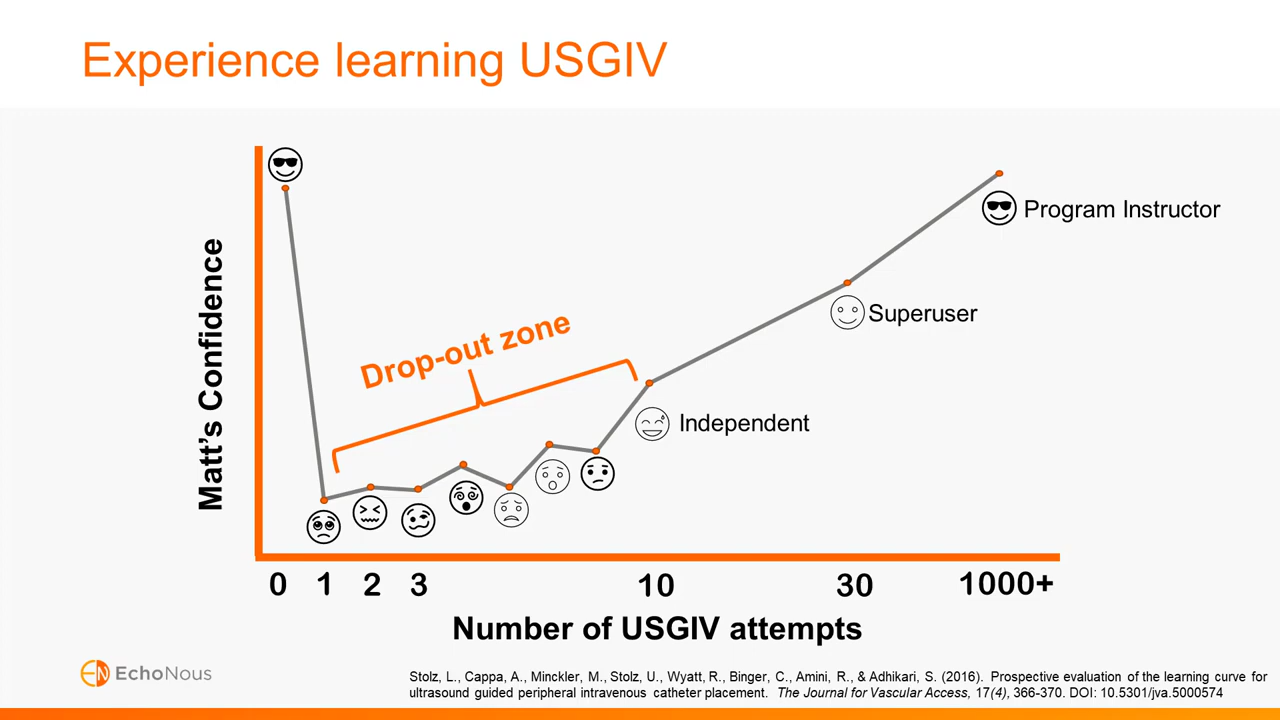 Experience learning USGIV
Matt's Confidence
Drop-out zone
Program Instructor
Superuser
Independent
0 1 2 3 10 30 1000+
Number of USGIV attempts
EN EchoNous
Stolz, L., Cappa, A., Minckler, M., Stolz, U., Wyatt, R., Binger, C., Amini, R., & Adhikari, S. (2016). Prospective evaluation of the learning curve for
ultrasound guided peripheral intravenous catheter placement. The Journal for Vascular Access, 17(4), 366-370. DOI: 10.5301/jva.5000574